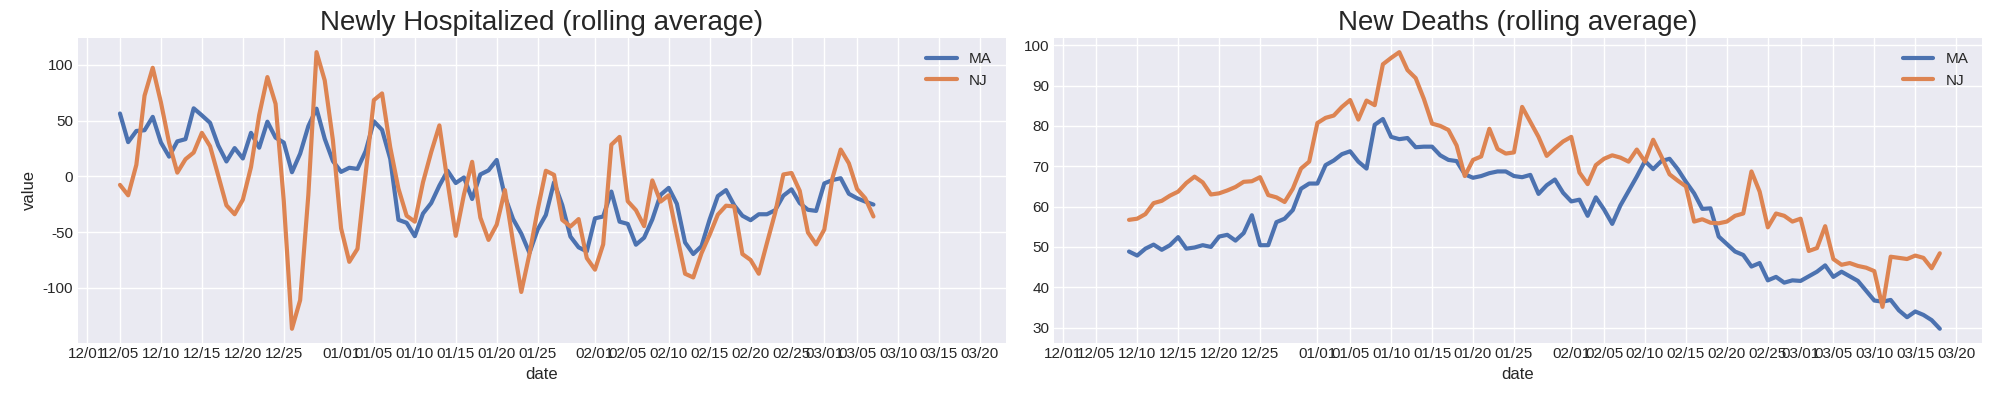 Newly Hospitalized (rolling average)
MA
NJ
100
50
0
-50
-100
value
12/01 12/05 12/10 12/15 12/20 12/25 01/01 01/05 01/10 01/15 01/20 01/25 02/01 02/05 02/10 02/15 02/20 02/25 03/01 03/05 03/10 03/15 03/20
date
New Deaths (rolling average)
MA
NJ
100
90
80
70
60
50
40
30
12/01 12/05 12/10 12/15 12/20 12/25 01/01 01/05 01/10 01/15 01/20 01/25 02/01 02/05 02/10 02/15 02/20 02/25 03/01 03/05 03/10 03/15 03/20
date